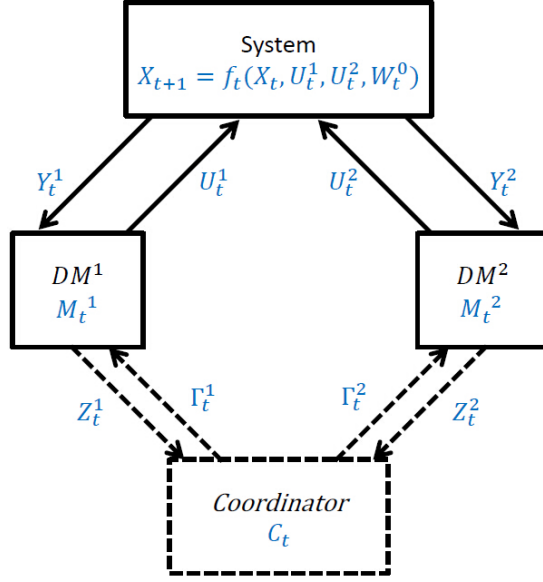 System
X_{t+1} = f_t(X_t, U_t^1, U_t^2, W_t^0)
Y_t^1
U_t^1
U_t^2
Y_t^2
DM^1
M_t^1
DM^2
M_t^2
Z_t^1
Γ_t^1
Γ_t^2
Z_t^2
Coordinator
C_t